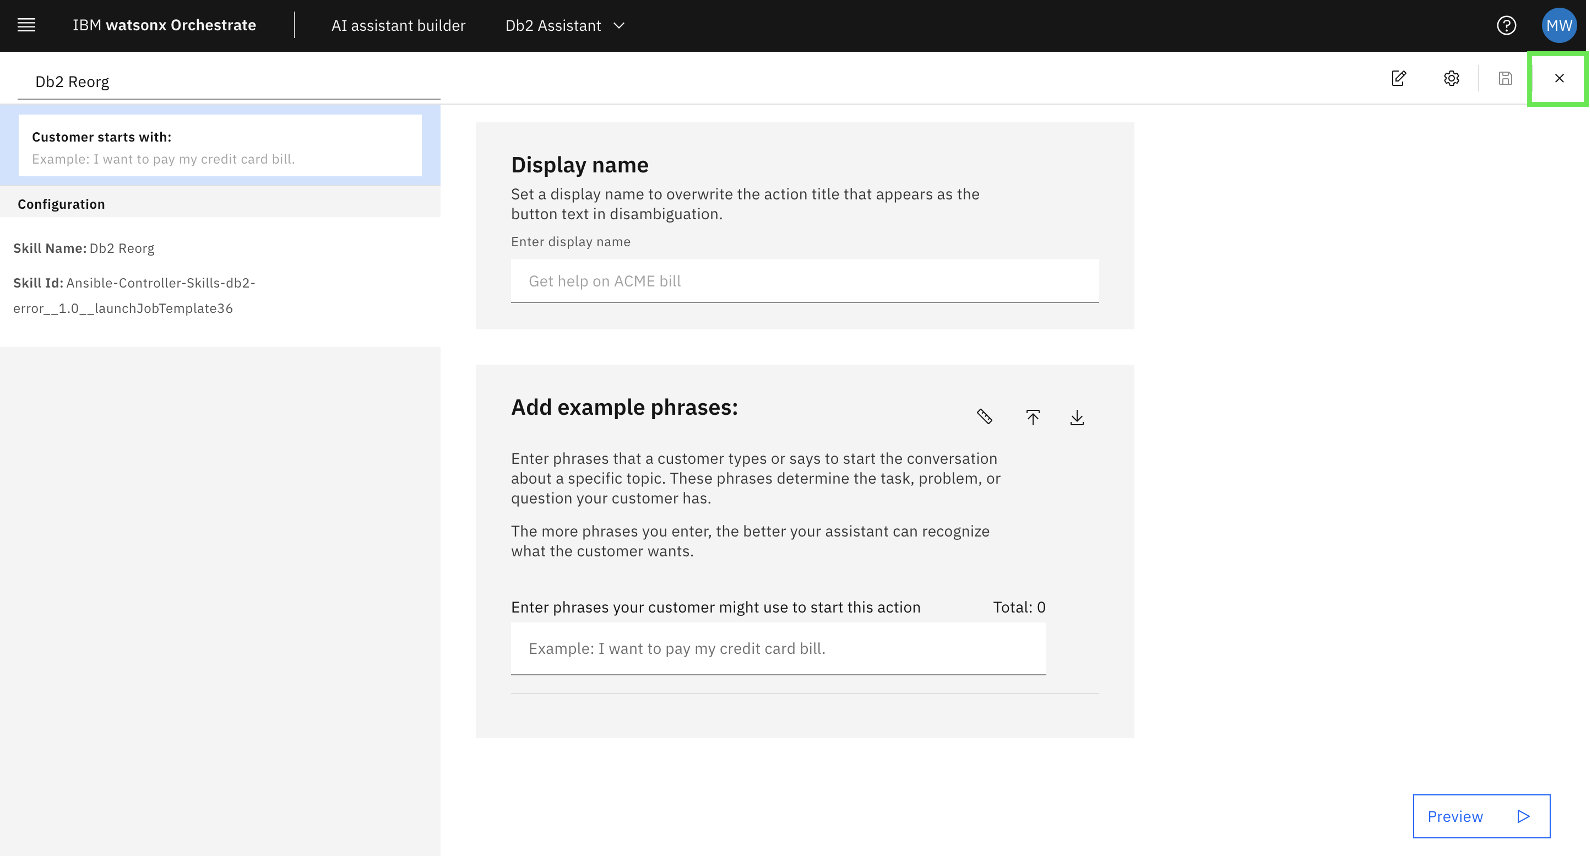 IBM watsonx Orchestrate
AI assistant builder
Db2 Assistant
MW
Db2 Reorg
Customer starts with:
Example: I want to pay my credit card bill.
Configuration
Skill Name: Db2 Reorg
Skill Id: Ansible-Controller-Skills-db2-
error__1.0__launchJobTemplate36
Display name
Set a display name to overwrite the action title that appears as the
button text in disambiguation.
Enter display name
Get help on ACME bill
Add example phrases:
Enter phrases that a customer types or says to start the conversation
about a specific topic. These phrases determine the task, problem, or
question your customer has.
The more phrases you enter, the better your assistant can recognize
what the customer wants.
Enter phrases your customer might use to start this action
Total: 0
Example: I want to pay my credit card bill.
Preview